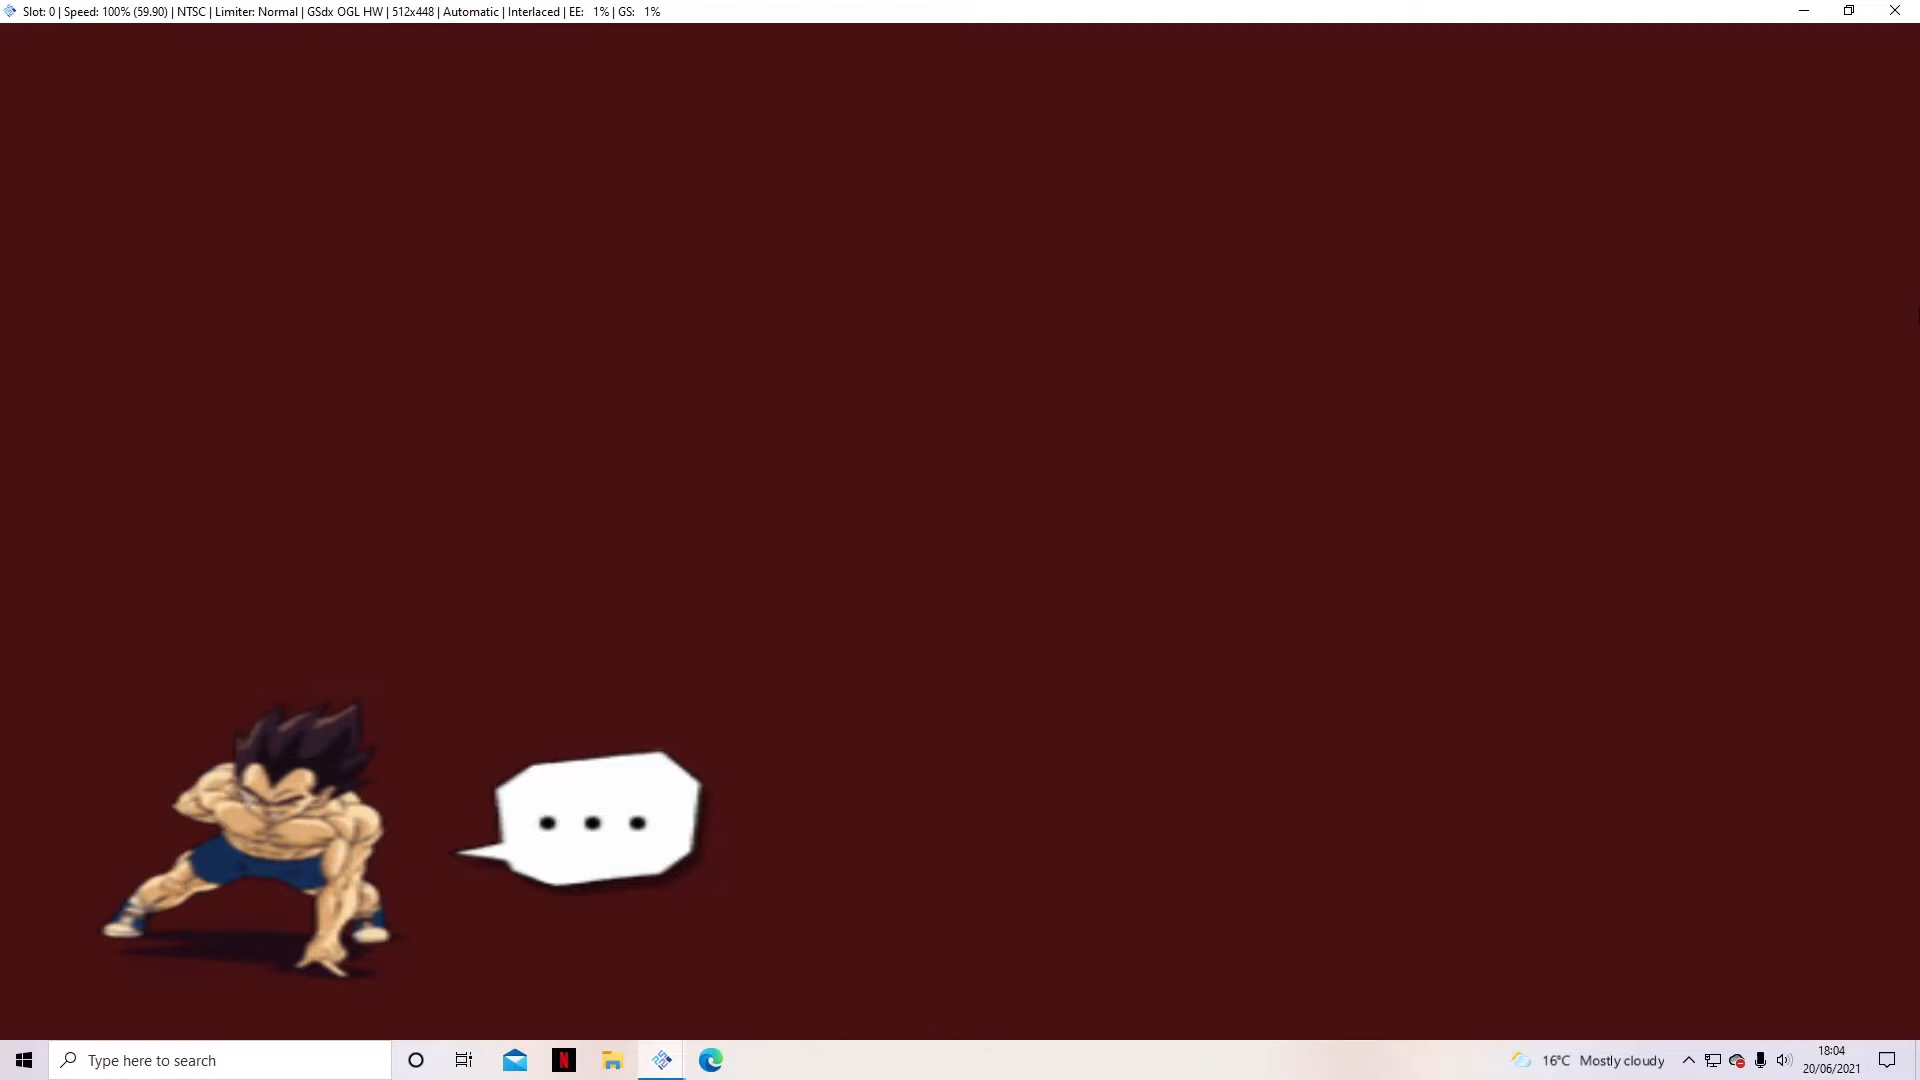 Slot: 0 | Speed: 100% (59.90) | NTSC | Limiter: Normal | GSdx OGL HW | 512x448 | Automatic | Interlaced | EE: 1% | GS: 1%
...
Type here to search
N
16°C Mostly cloudy
18:04
20/06/2021